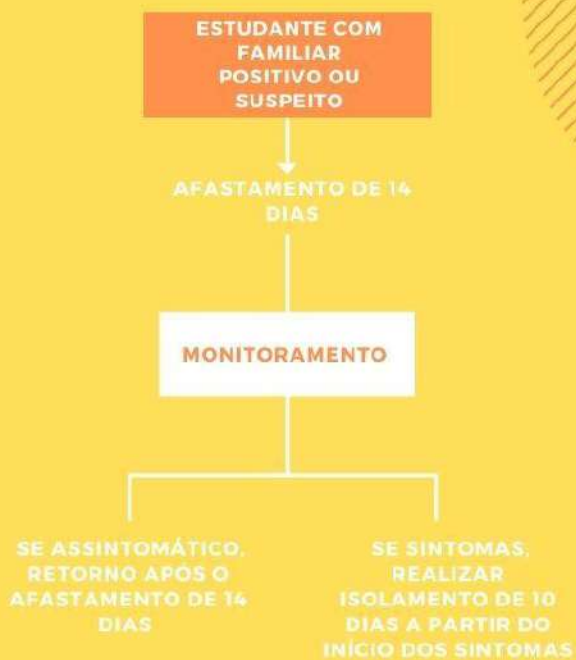 ESTUDANTE COM
FAMILIAR
POSITIVO OU
SUSPEITO
AFASTAMENTO DE 14
DIAS
MONITORAMENTO
SE ASSINTOMÁTICO,
RETORNO APÓS O
AFASTAMENTO DE 14
DIAS
SE SINTOMAS,
REALIZAR
ISOLAMENTO DE 10
DIAS A PARTIR DO
INÍCIO DOS SINTOMAS